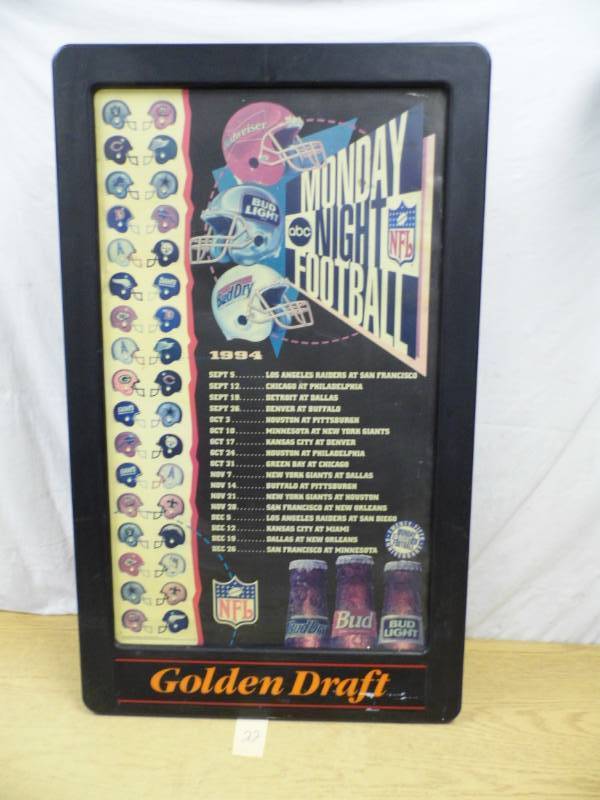 Budweiser
BUD LIGHT
Bud Dry
MONDAY
abc NIGHT NFL
FOOTBALL
1994
SEPT 5........LOS ANGELES RAIDERS AT SAN FRANCISCO
SEPT 12.......CHICAGO AT PHILADELPHIA
SEPT 19.......DETROIT AT DALLAS
SEPT 26.......DENVER AT BUFFALO
OCT 3.........HOUSTON AT PITTSBURGH
OCT 10........MINNESOTA AT NEW YORK GIANTS
OCT 17........KANSAS CITY AT DENVER
OCT 24........HOUSTON AT PHILADELPHIA
OCT 31........GREEN BAY AT CHICAGO
NOV 7.........NEW YORK GIANTS AT DALLAS
NOV 14........BUFFALO AT PITTSBURGH
NOV 21........NEW YORK GIANTS AT HOUSTON
NOV 28........SAN FRANCISCO AT NEW ORLEANS
DEC 5.........LOS ANGELES RAIDERS AT SAN DIEGO
DEC 12........KANSAS CITY AT MIAMI
DEC 19........DALLAS AT NEW ORLEANS
DEC 26........SAN FRANCISCO AT MINNESOTA
TWENTY FIFTH
ANNIVERSARY
NFL
Bud Dry
Bud
BUD LIGHT
Golden Draft
22